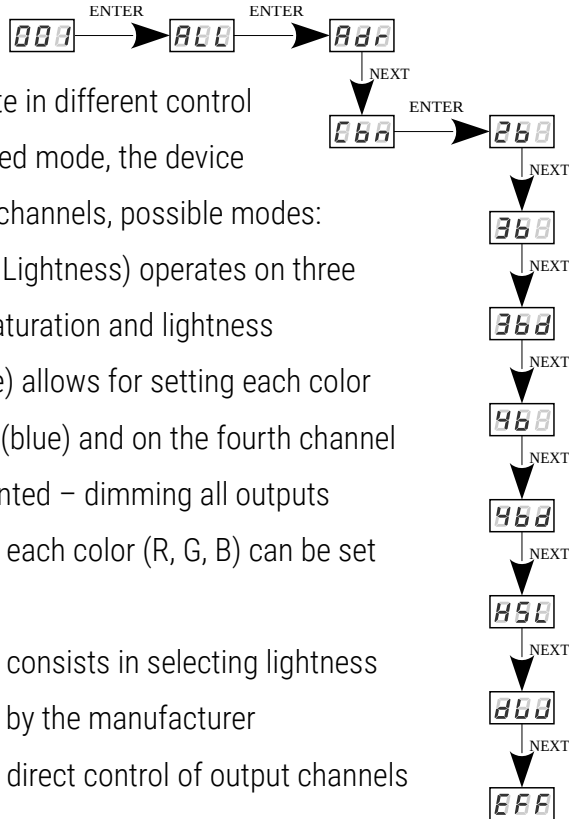 ENTER ENTER
001 ALL Adr
NEXT
te in different control
ENTER
Cbn 2b
ed mode, the device
NEXT
channels, possible modes:
3b
Lightness) operates on three
NEXT
aturation and lightness
3bd
e) allows for setting each color
NEXT
(blue) and on the fourth channel
4b
NEXT
nted – dimming all outputs
4bd
each color (R, G, B) can be set
NEXT
HSL
consists in selecting lightness
NEXT
by the manufacturer
NEXT
direct control of output channels
EFF